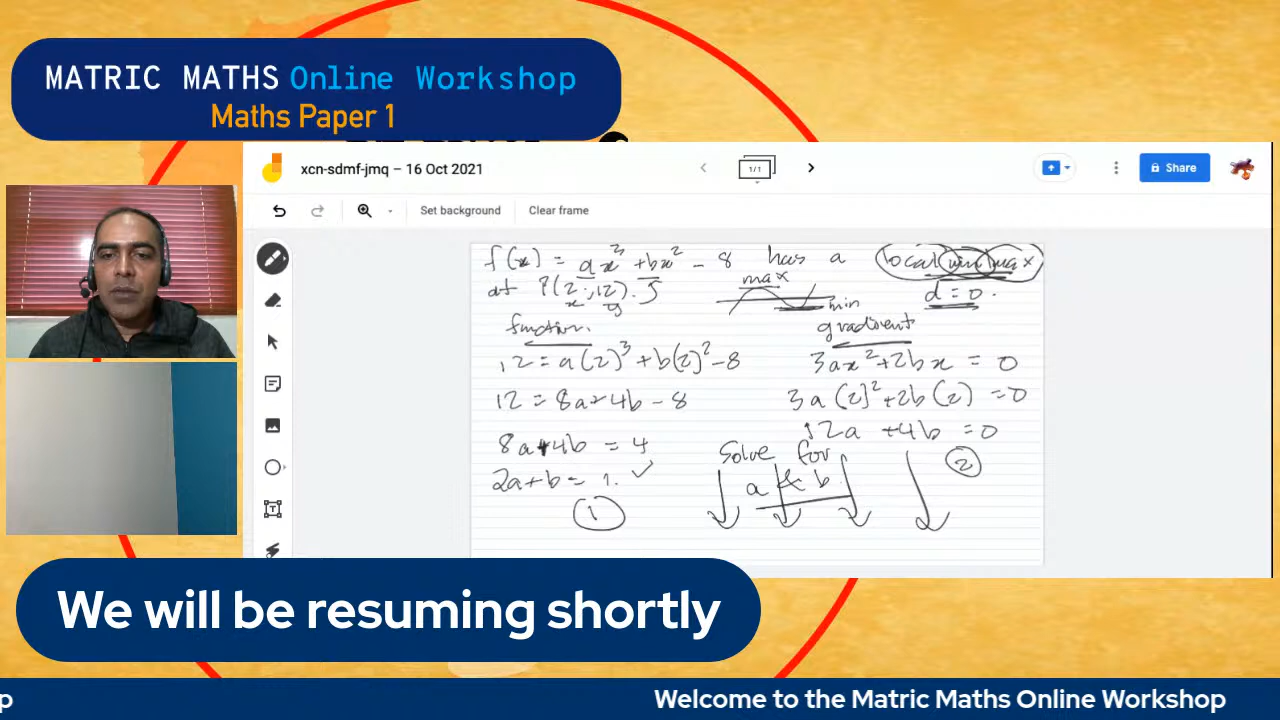 MATRIC MATHS Online Workshop
Maths Paper 1
xcn-sdmf-jmq – 16 Oct 2021
1/1
Share
Set background
Clear frame
f(x) = ax³ + bx² - 8 has a local min max
at P(2;12).
x y
max
min
d = 0.
function.
gradient
12 = a(2)³ + b(2)² - 8
3ax² + 2bx = 0
12 = 8a + 4b - 8
3a(2)² + 2b(2) = 0
8a + 4b = 4
12a + 4b = 0
2a + b = 1. ✓
Solve for
a & b
1
2
We will be resuming shortly
p
Welcome to the Matric Maths Online Workshop